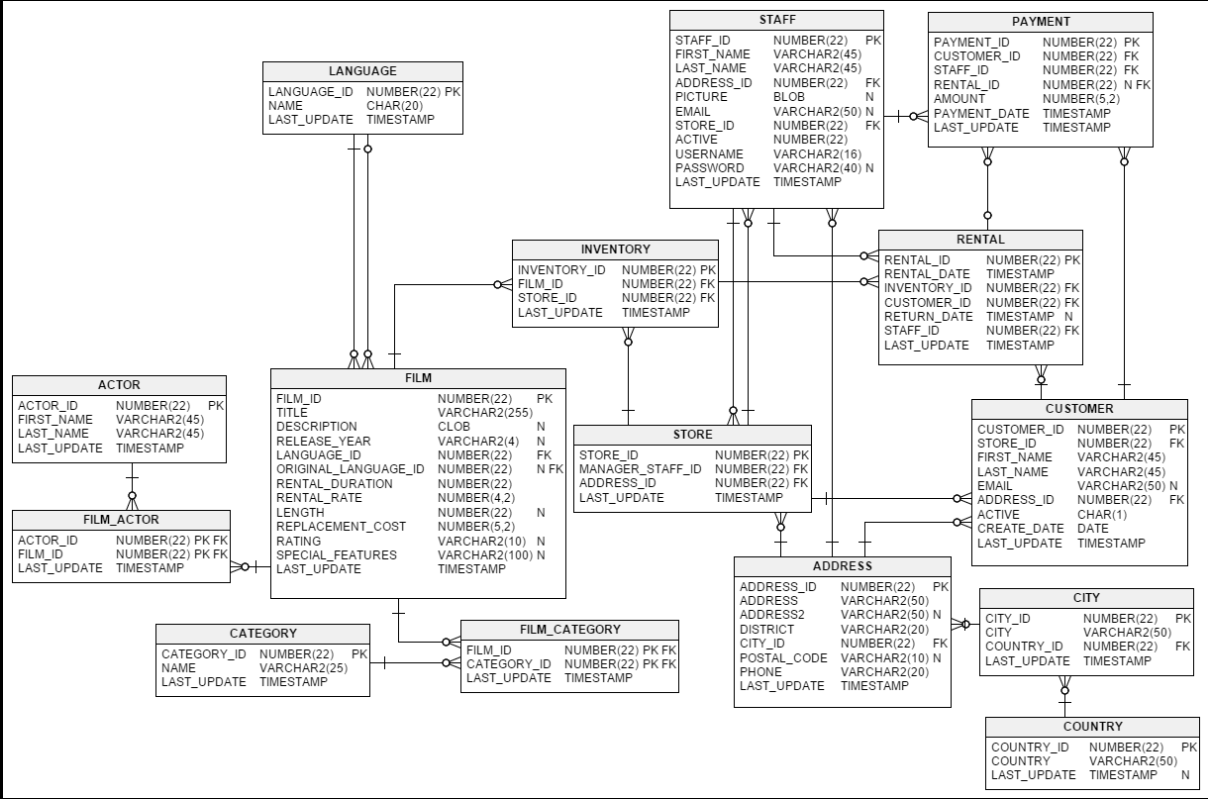 STAFF
STAFF_ID NUMBER(22) PK
FIRST_NAME VARCHAR2(45)
LAST_NAME VARCHAR2(45)
ADDRESS_ID NUMBER(22) FK
PICTURE BLOB N
EMAIL VARCHAR2(50) N
STORE_ID NUMBER(22) FK
ACTIVE NUMBER(22)
USERNAME VARCHAR2(16)
PASSWORD VARCHAR2(40) N
LAST_UPDATE TIMESTAMP
PAYMENT
PAYMENT_ID NUMBER(22) PK
CUSTOMER_ID NUMBER(22) FK
STAFF_ID NUMBER(22) FK
RENTAL_ID NUMBER(22) N FK
AMOUNT NUMBER(5,2)
PAYMENT_DATE TIMESTAMP
LAST_UPDATE TIMESTAMP
LANGUAGE
LANGUAGE_ID NUMBER(22) PK
NAME CHAR(20)
LAST_UPDATE TIMESTAMP
RENTAL
RENTAL_ID NUMBER(22) PK
RENTAL_DATE TIMESTAMP
INVENTORY_ID NUMBER(22) FK
CUSTOMER_ID NUMBER(22) FK
RETURN_DATE TIMESTAMP N
STAFF_ID NUMBER(22) FK
LAST_UPDATE TIMESTAMP
INVENTORY
INVENTORY_ID NUMBER(22) PK
FILM_ID NUMBER(22) FK
STORE_ID NUMBER(22) FK
LAST_UPDATE TIMESTAMP
ACTOR
ACTOR_ID NUMBER(22) PK
FIRST_NAME VARCHAR2(45)
LAST_NAME VARCHAR2(45)
LAST_UPDATE TIMESTAMP
FILM
FILM_ID NUMBER(22) PK
TITLE VARCHAR2(255)
DESCRIPTION CLOB N
RELEASE_YEAR VARCHAR2(4) N
LANGUAGE_ID NUMBER(22) FK
ORIGINAL_LANGUAGE_ID NUMBER(22) N FK
RENTAL_DURATION NUMBER(22)
RENTAL_RATE NUMBER(4,2)
LENGTH NUMBER(22) N
REPLACEMENT_COST NUMBER(5,2)
RATING VARCHAR2(10) N
SPECIAL_FEATURES VARCHAR2(100) N
LAST_UPDATE TIMESTAMP
STORE
STORE_ID NUMBER(22) PK
MANAGER_STAFF_ID NUMBER(22) FK
ADDRESS_ID NUMBER(22) FK
LAST_UPDATE TIMESTAMP
CUSTOMER
CUSTOMER_ID NUMBER(22) PK
STORE_ID NUMBER(22) FK
FIRST_NAME VARCHAR2(45)
LAST_NAME VARCHAR2(45)
EMAIL VARCHAR2(50) N
ADDRESS_ID NUMBER(22) FK
ACTIVE CHAR(1)
CREATE_DATE DATE
LAST_UPDATE TIMESTAMP
FILM_ACTOR
ACTOR_ID NUMBER(22) PK FK
FILM_ID NUMBER(22) PK FK
LAST_UPDATE TIMESTAMP
ADDRESS
ADDRESS_ID NUMBER(22) PK
ADDRESS VARCHAR2(50)
ADDRESS2 VARCHAR2(50) N
DISTRICT VARCHAR2(20)
CITY_ID NUMBER(22) FK
POSTAL_CODE VARCHAR2(10) N
PHONE VARCHAR2(20)
LAST_UPDATE TIMESTAMP
CITY
CITY_ID NUMBER(22) PK
CITY VARCHAR2(50)
COUNTRY_ID NUMBER(22) FK
LAST_UPDATE TIMESTAMP
CATEGORY
CATEGORY_ID NUMBER(22) PK
NAME VARCHAR2(25)
LAST_UPDATE TIMESTAMP
FILM_CATEGORY
FILM_ID NUMBER(22) PK FK
CATEGORY_ID NUMBER(22) PK FK
LAST_UPDATE TIMESTAMP
COUNTRY
COUNTRY_ID NUMBER(22) PK
COUNTRY VARCHAR2(50)
LAST_UPDATE TIMESTAMP N